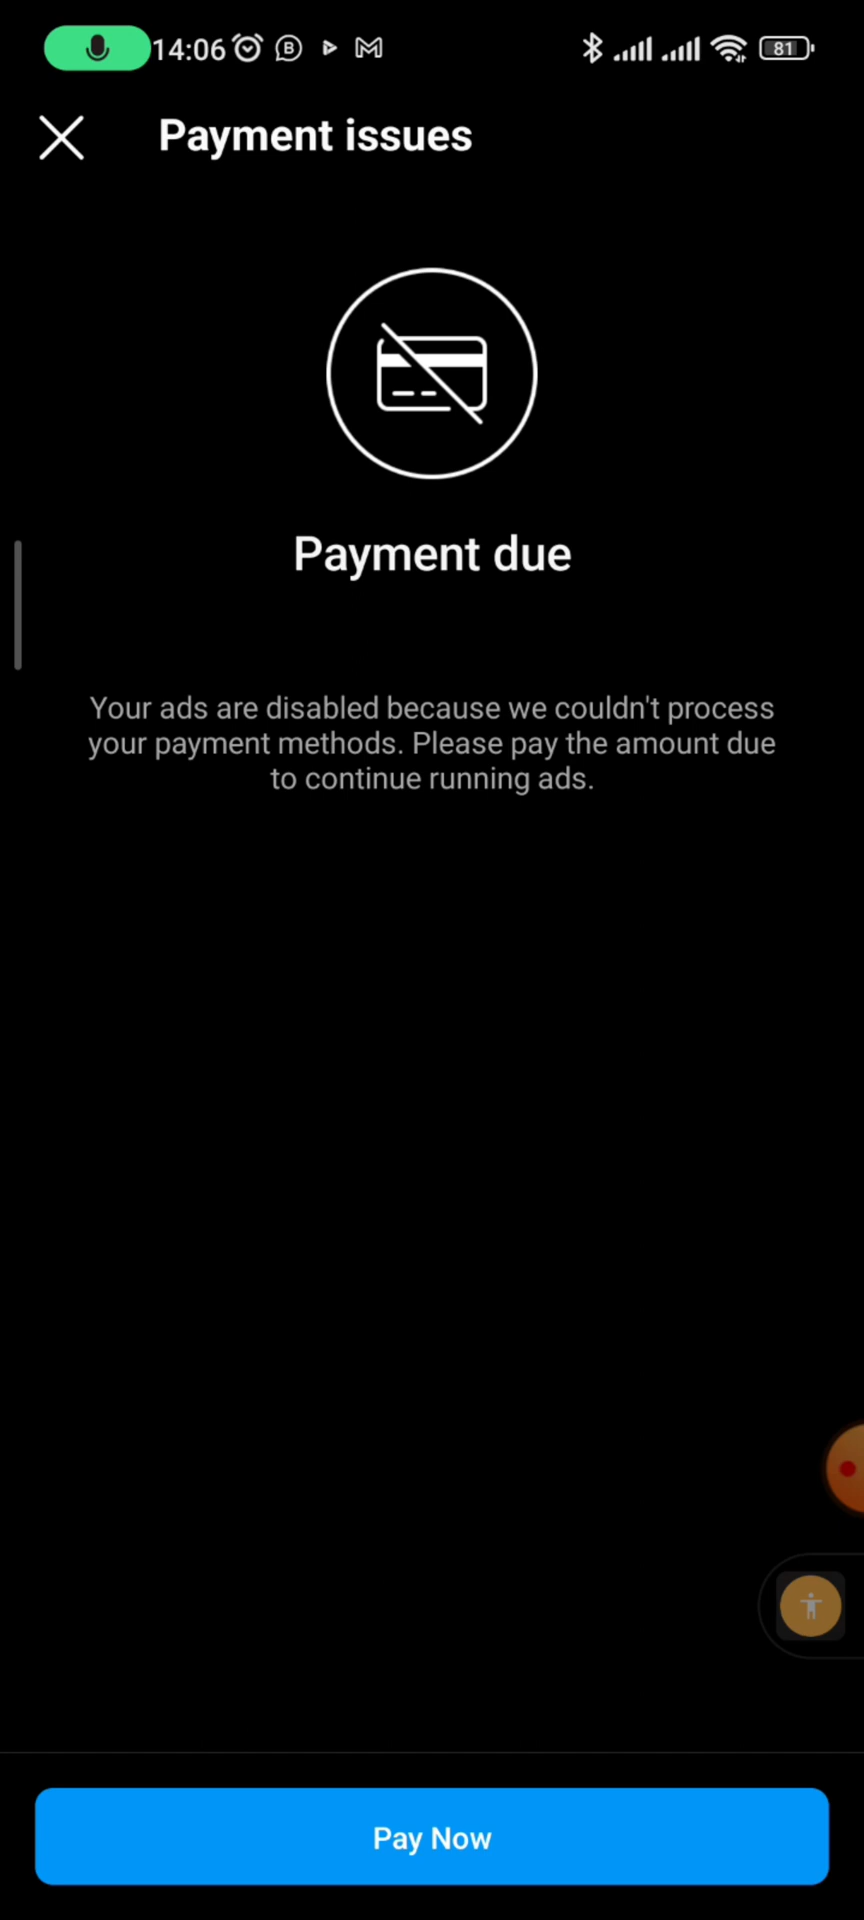 14:06
81
Payment issues
Payment due
Your ads are disabled because we couldn't process
your payment methods. Please pay the amount due
to continue running ads.
Pay Now